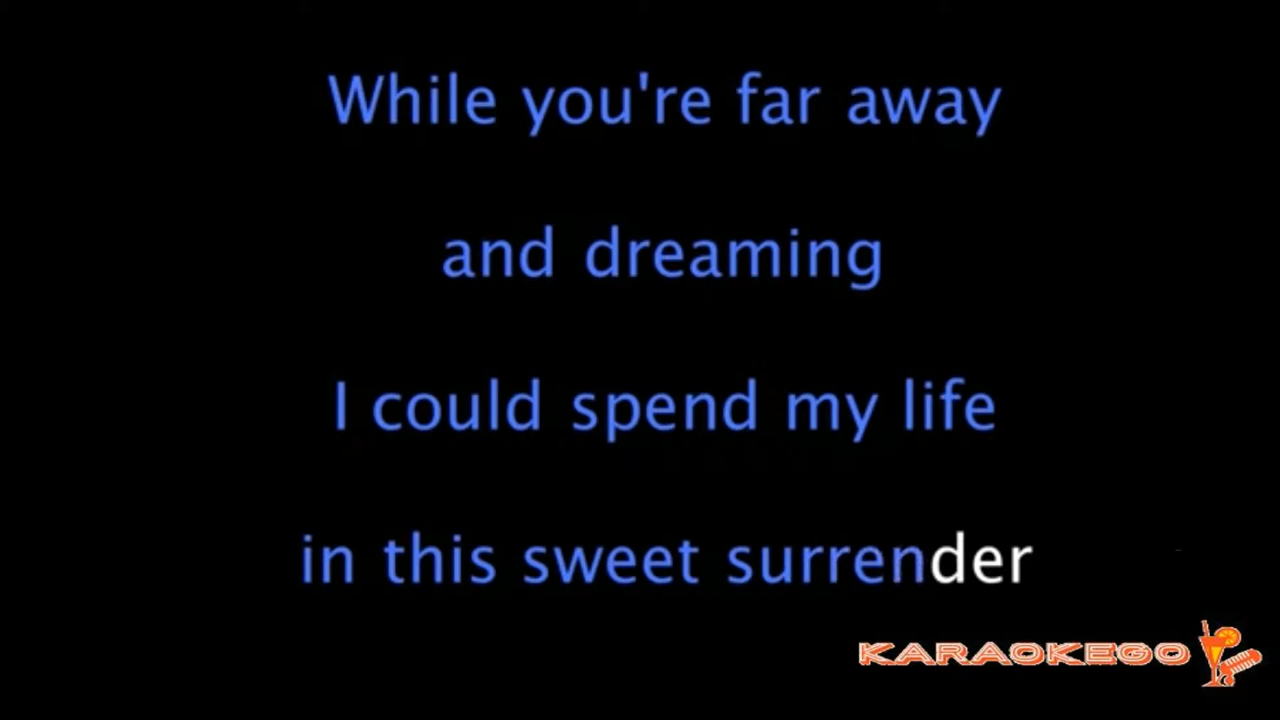 While you're far away
and dreaming
I could spend my life
in this sweet surrender
KARAOKEGO